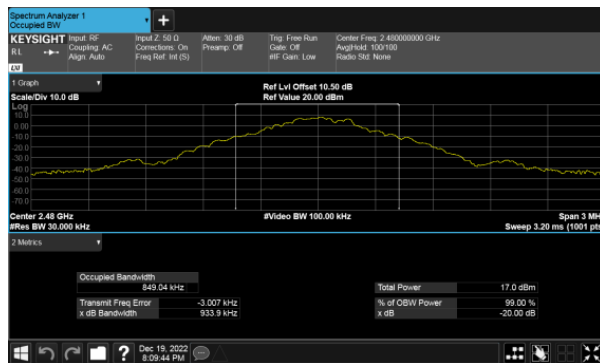 Spectrum Analyzer 1
Occupied BW
KEYSIGHT Input: RF Input Z: 50 Ω Atten: 30 dB Trig: Free Run Center Freq: 2.480000000 GHz
R L Coupling: AC Corrections: On Preamp: Off Gate: Off Avg|Hold: 100/100
Align: Auto Freq Ref: Int (S) #IF Gain: Low Radio Std: None
1 Graph
Ref Lvl Offset 10.50 dB
Scale/Div 10.0 dB Ref Value 20.00 dBm
Log
10.0
0.00
-10.0
-20.0
-30.0
-40.0
-50.0
-60.0
-70.0
Center 2.48 GHz #Video BW 100.00 kHz Span 3 MH
#Res BW 30.000 kHz Sweep 3.20 ms (1001 pts
2 Metrics
Occupied Bandwidth
849.04 kHz Total Power 17.0 dBm
Transmit Freq Error -3.007 kHz % of OBW Power 99.00 %
x dB Bandwidth 933.9 kHz x dB -20.00 dB
? Dec 19, 2022
8:09:44 PM